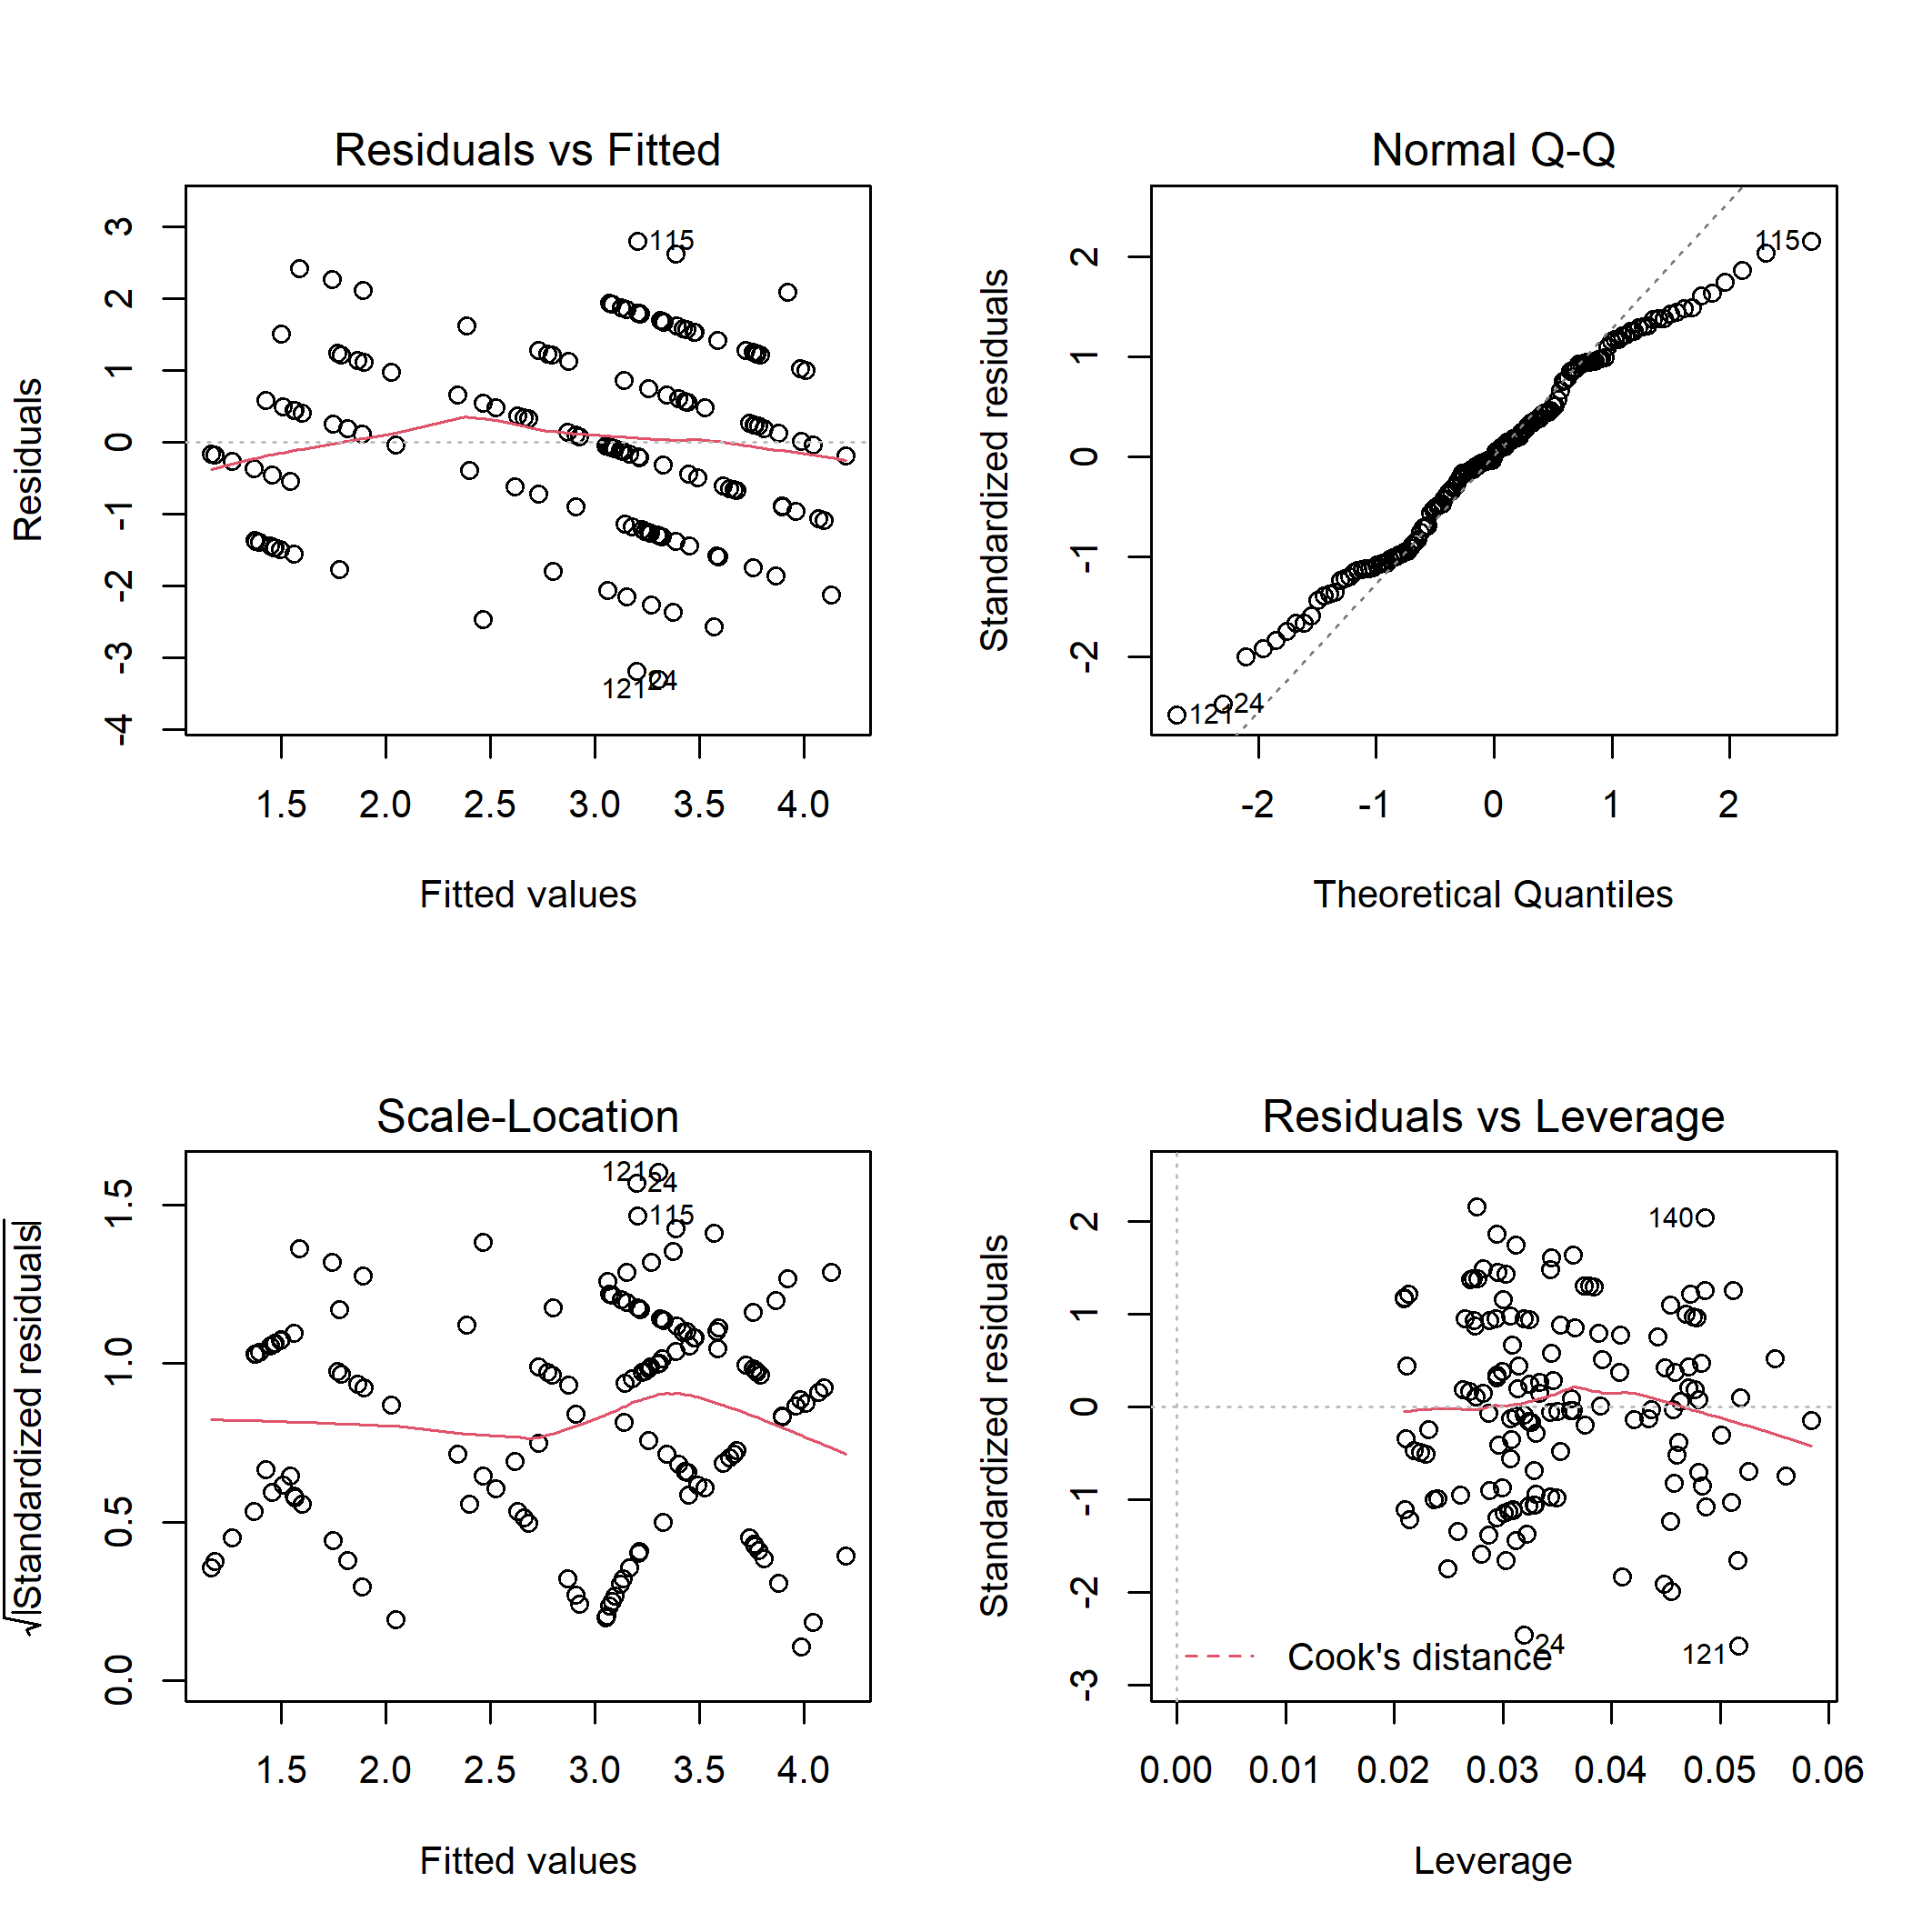 Residuals vs Fitted
Residuals
3
2
1
0
-1
-2
-3
-4
115
121
24
1.5 2.0 2.5 3.0 3.5 4.0
Fitted values
Normal Q-Q
Standardized residuals
2
1
0
-1
-2
115
121
24
-2 -1 0 1 2
Theoretical Quantiles
Scale-Location
√|Standardized residuals|
1.5
1.0
0.5
0.0
121
24
115
1.5 2.0 2.5 3.0 3.5 4.0
Fitted values
Residuals vs Leverage
Standardized residuals
2
1
0
-1
-2
-3
140
24
121
Cook's distance
0.00 0.01 0.02 0.03 0.04 0.05 0.06
Leverage